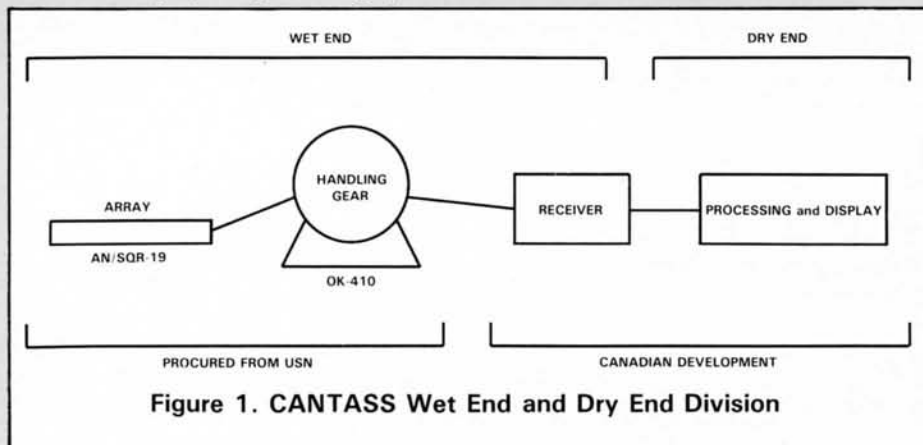 WET END
DRY END
HANDLING
GEAR
ARRAY
RECEIVER
PROCESSING and DISPLAY
AN/SQR-19
OK-410
PROCURED FROM USN
CANADIAN DEVELOPMENT
Figure 1. CANTASS Wet End and Dry End Division